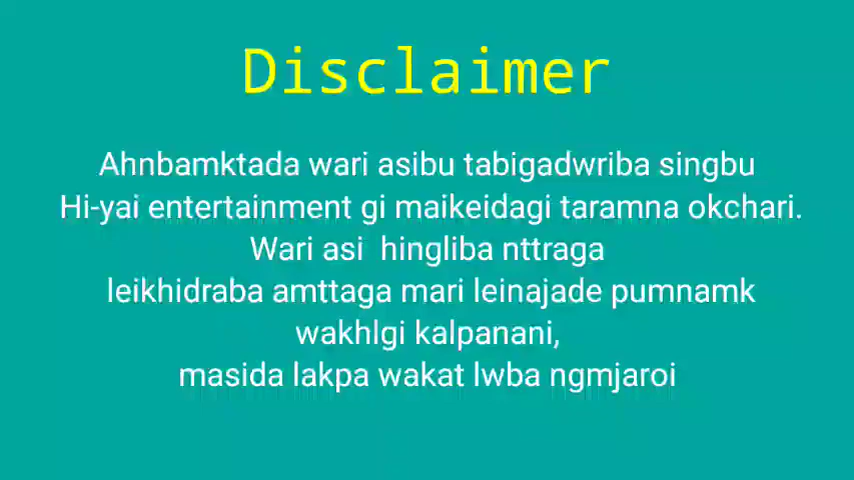 Disclaimer
Ahnbamktada wari asibu tabigadwriba singbu
Hi-yai entertainment gi maikeidagi taramna okchari.
Wari asi hingliba nttraga
leikhidraba amttaga mari leinajade pumnamk
wakhlgi kalpanani,
masida lakpa wakat lwba ngmjaroi